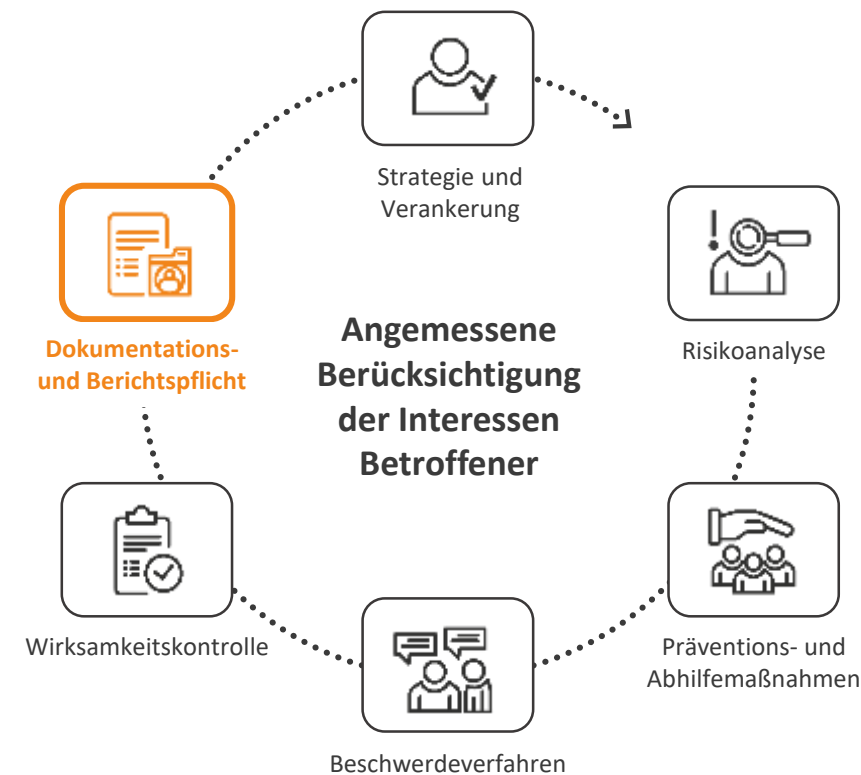 Strategie und
Verankerung
Risikoanalyse
Präventions- und
Abhilfemaßnahmen
Beschwerdeverfahren
Wirksamkeitskontrolle
Dokumentations-
und Berichtspflicht
Angemessene
Berücksichtigung
der Interessen
Betroffener